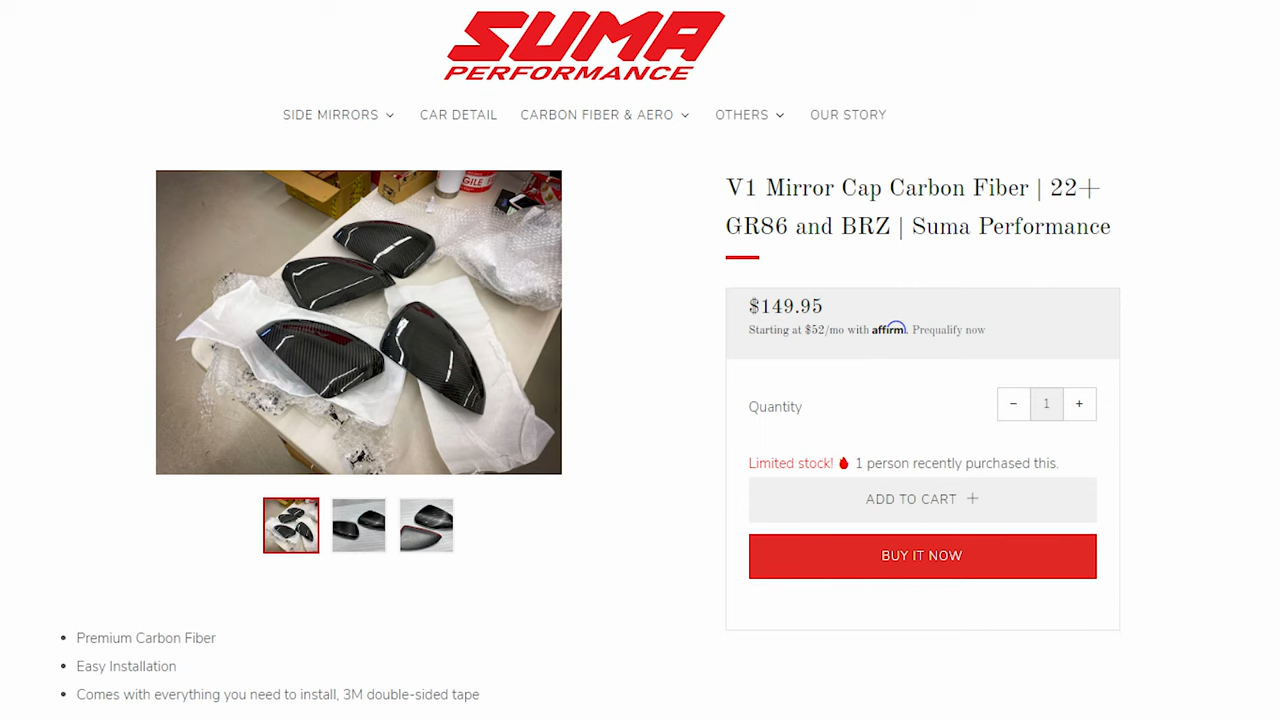 SUMA
PERFORMANCE
SIDE MIRRORS
CAR DETAIL
CARBON FIBER & AERO
OTHERS
OUR STORY
V1 Mirror Cap Carbon Fiber | 22+
GR86 and BRZ | Suma Performance
$149.95
Starting at $52/mo with affirm. Prequalify now
Quantity
− 1 +
Limited stock! 1 person recently purchased this.
ADD TO CART +
BUY IT NOW
• Premium Carbon Fiber
• Easy Installation
• Comes with everything you need to install, 3M double-sided tape